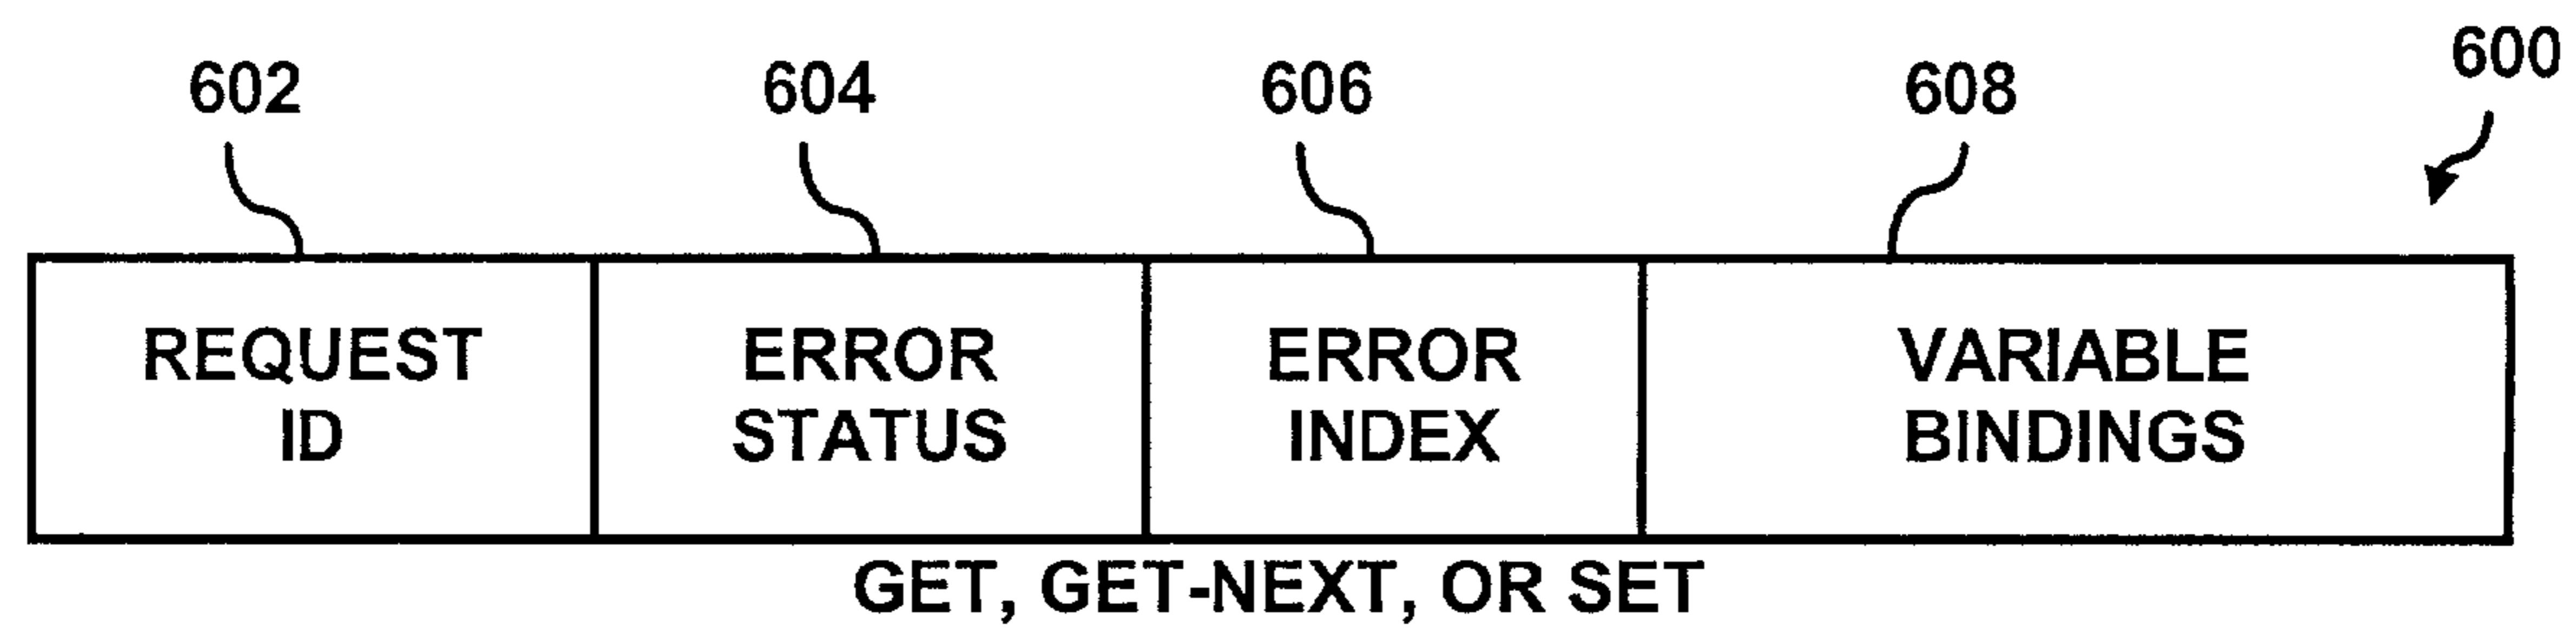 600
602 604 606 608
REQUEST ID
ERROR STATUS
ERROR INDEX
VARIABLE BINDINGS
GET, GET-NEXT, OR SET